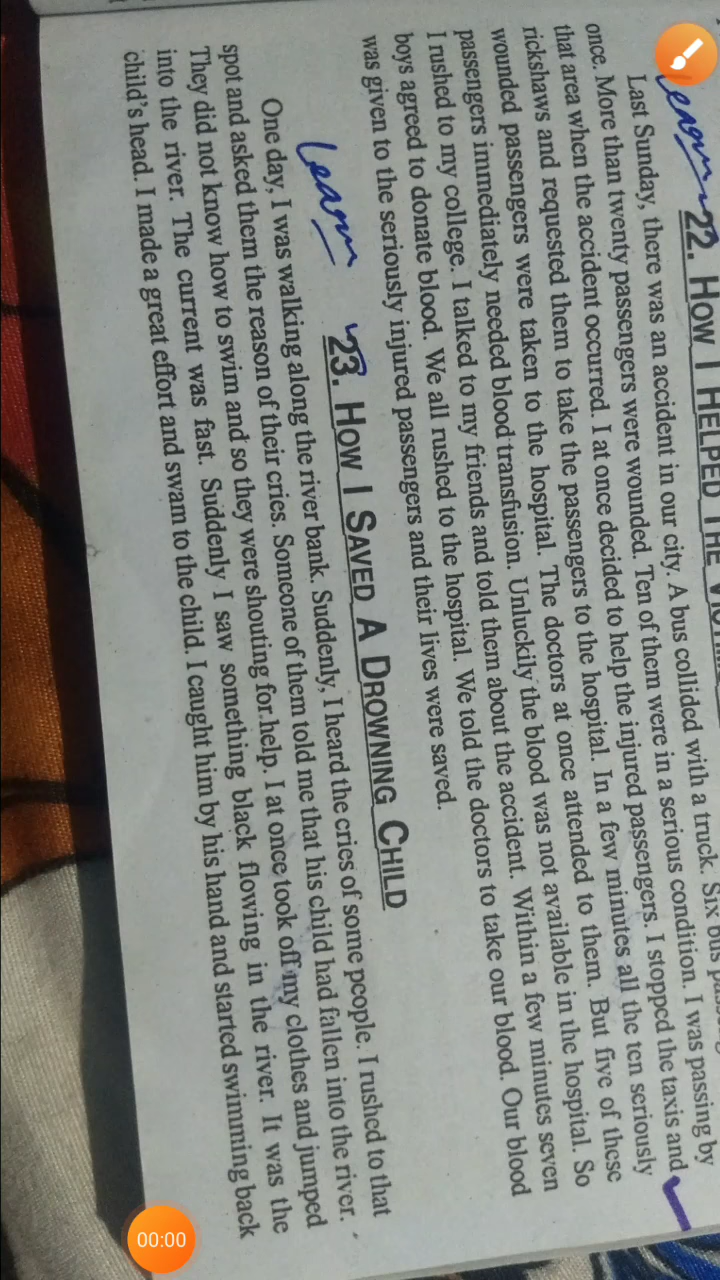 Learn
22. HOW I HELPED THE
Last Sunday, there was an accident in our city. A bus collided with a truck. Six bus
once. More than twenty passengers were wounded. Ten of them were in a serious condition. I was passing by
that area when the accident occurred. I at once decided to help the injured passengers. I stopped the taxis and
rickshaws and requested them to take the passengers to the hospital. In a few minutes all the ten seriously
wounded passengers were taken to the hospital. The doctors at once attended to them. But five of these
passengers immediately needed blood transfusion. Unluckily the blood was not available in the hospital. So
I rushed to my college. I talked to my friends and told them about the accident. Within a few minutes seven
boys agreed to donate blood. We all rushed to the hospital. We told the doctors to take our blood. Our blood
was given to the seriously injured passengers and their lives were saved.
Learn
23. HOW I SAVED A DROWNING CHILD
One day, I was walking along the river bank. Suddenly, I heard the cries of some people. I rushed to that
spot and asked them the reason of their cries. Someone of them told me that his child had fallen into the river.
They did not know how to swim and so they were shouting for help. I at once took off my clothes and jumped
into the river. The current was fast. Suddenly I saw something black flowing in the river. It was the
child's head. I made a great effort and swam to the child. I caught him by his hand and started swimming back
00:00